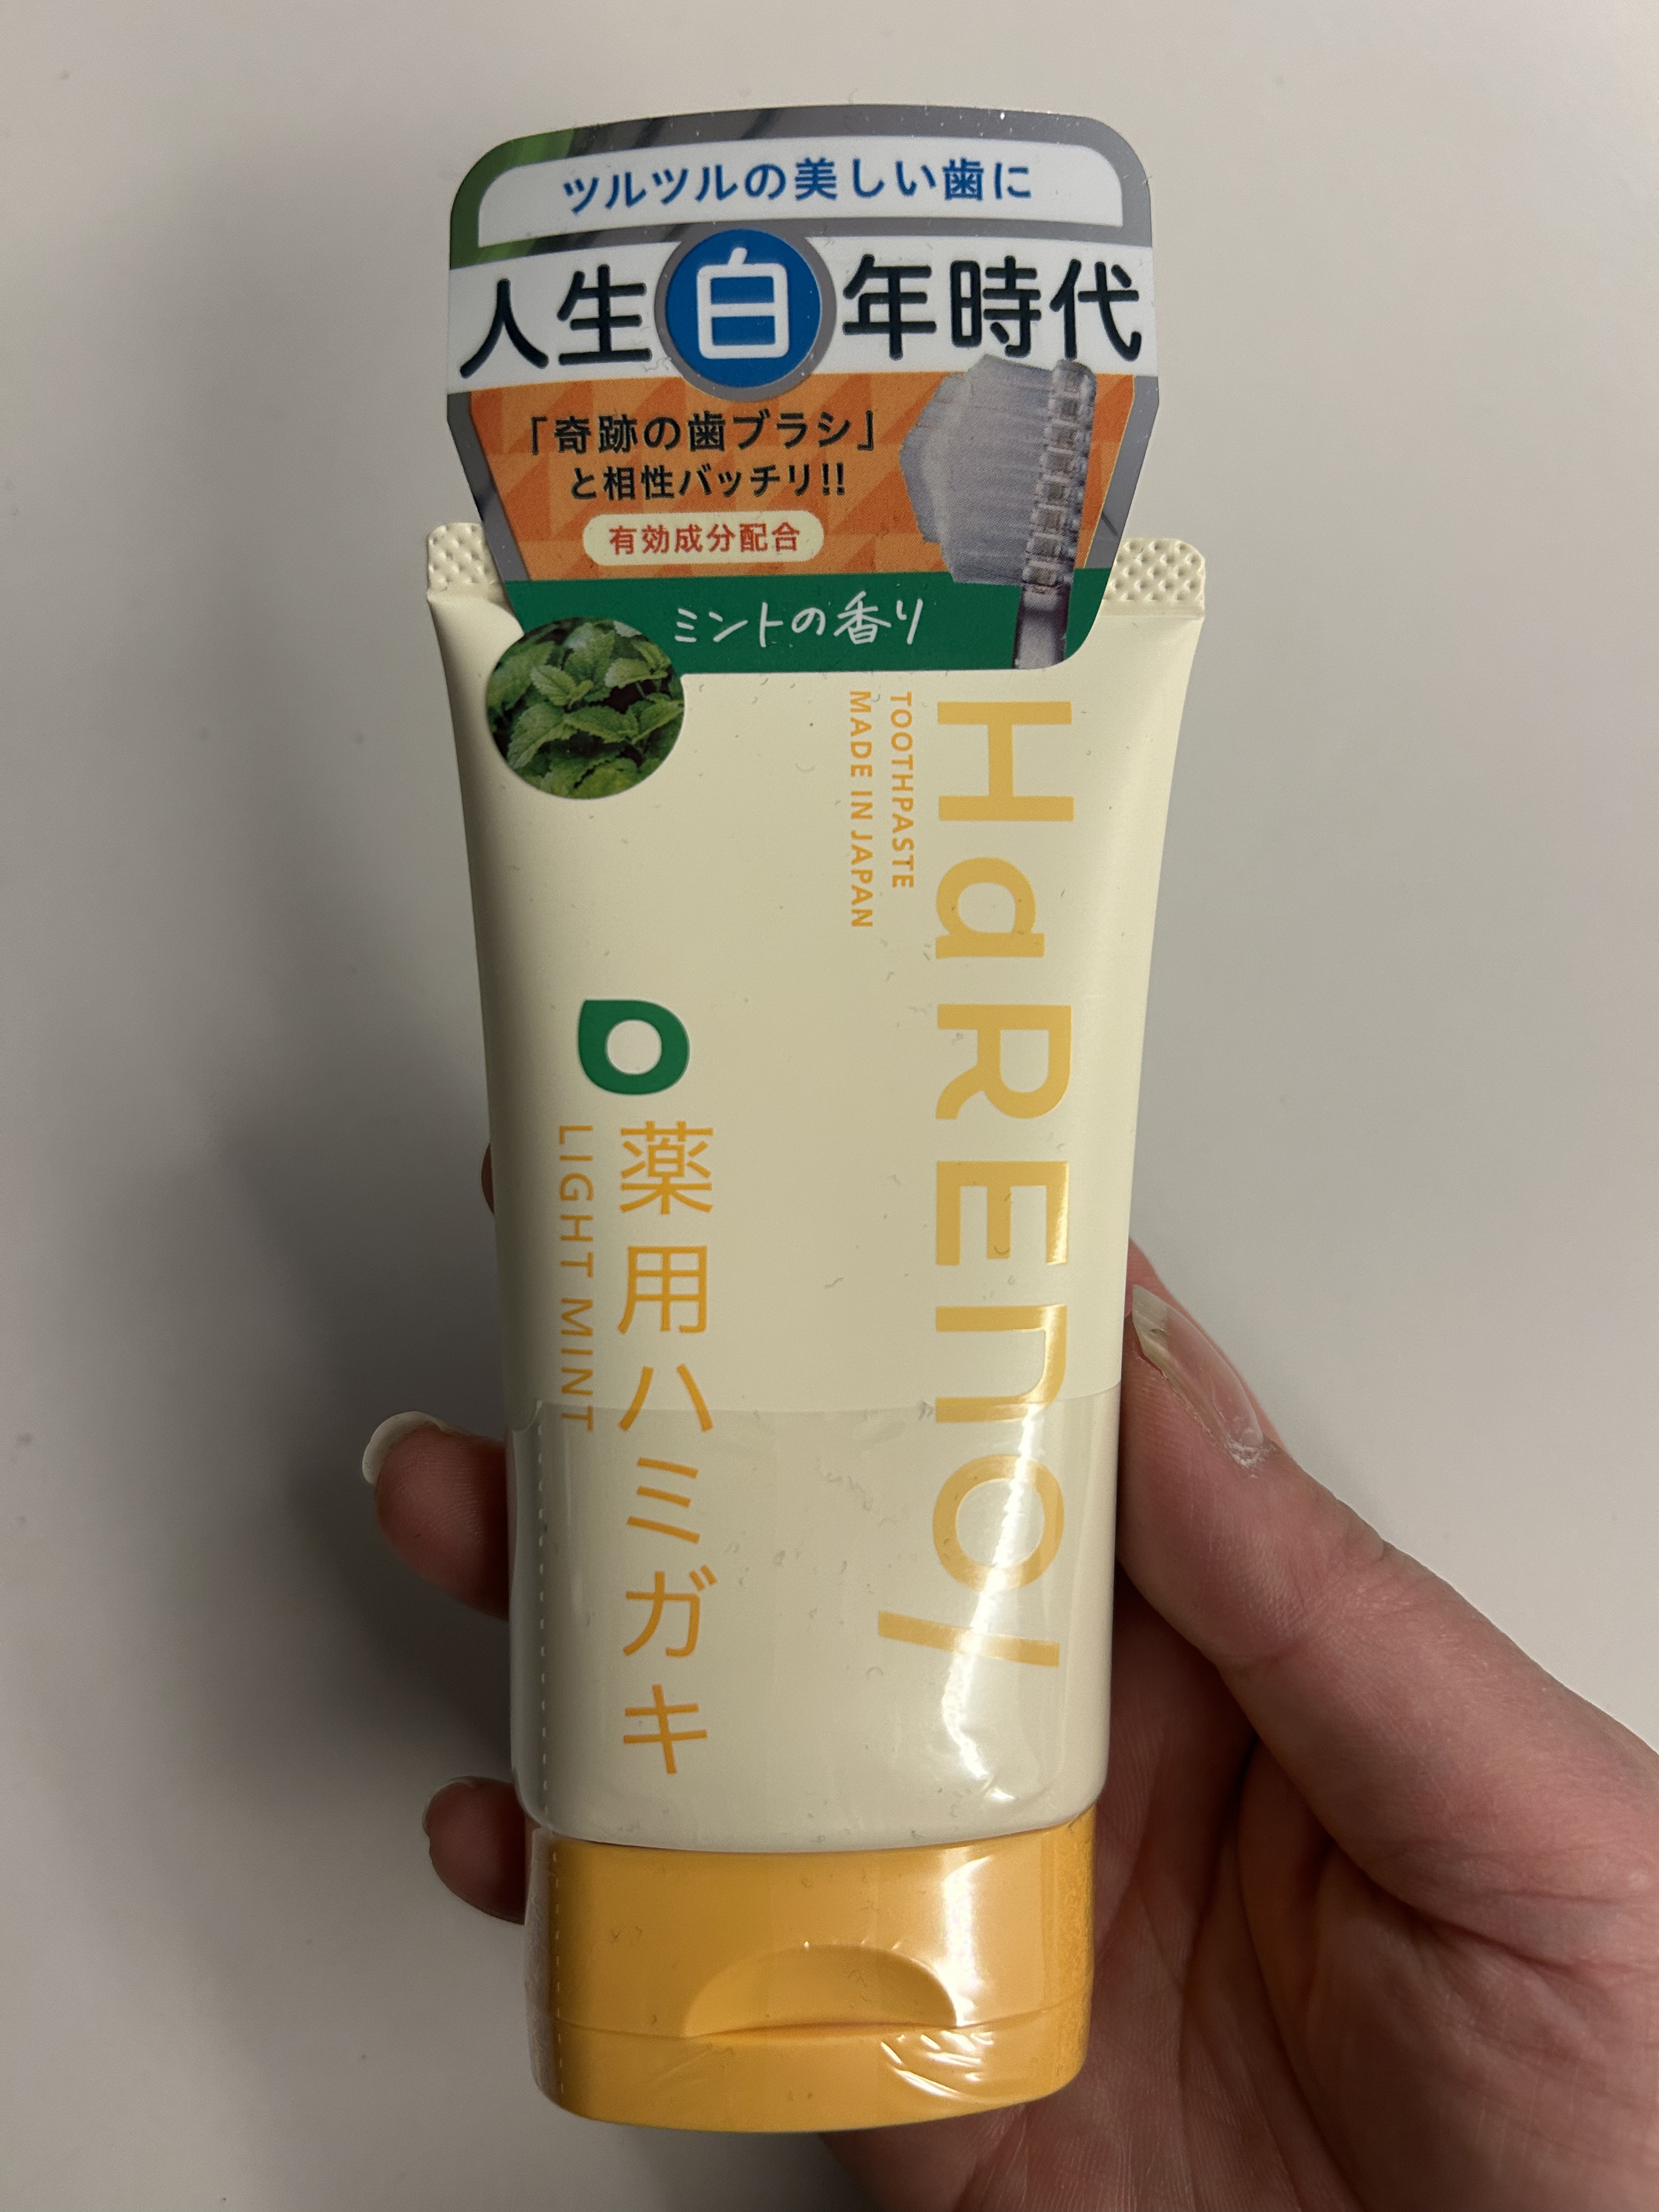 ツルツルの美しい歯に
人生白年時代
「奇跡の歯ブラシ」
と相性バッチリ!!
有効成分配合
ミントの香り
HaREnO/
TOOTHPASTE
MADE IN JAPAN
薬用ハミガキ
LIGHT MINT